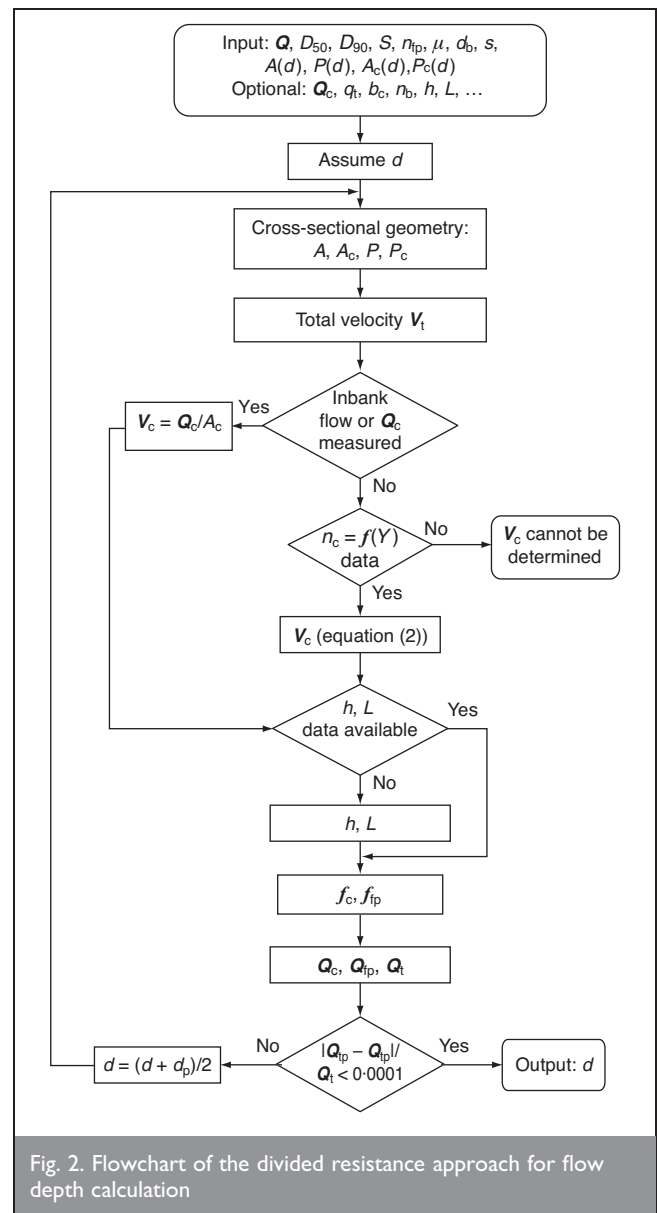 Input: Q, D50, D90, S, nfp, μ, db, s,
A(d), P(d), Ac(d),Pc(d)
Optional: Qc, qt, bc, nb, h, L, …
Assume d
Cross-sectional geometry:
A, Ac, P, Pc
Total velocity Vt
Inbank
flow or Qc
measured
Yes
Vc = Qc/Ac
No
nc = f(Y)
data
No
Vc cannot be
determined
Yes
Vc (equation (2))
h, L
data available
Yes
No
h, L
fc, ffp
Qc, Qfp, Qt
|Qtp – Qtp|/
Qt < 0·0001
No
d = (d + dp)/2
Yes
Output: d
Fig. 2. Flowchart of the divided resistance approach for flow
depth calculation